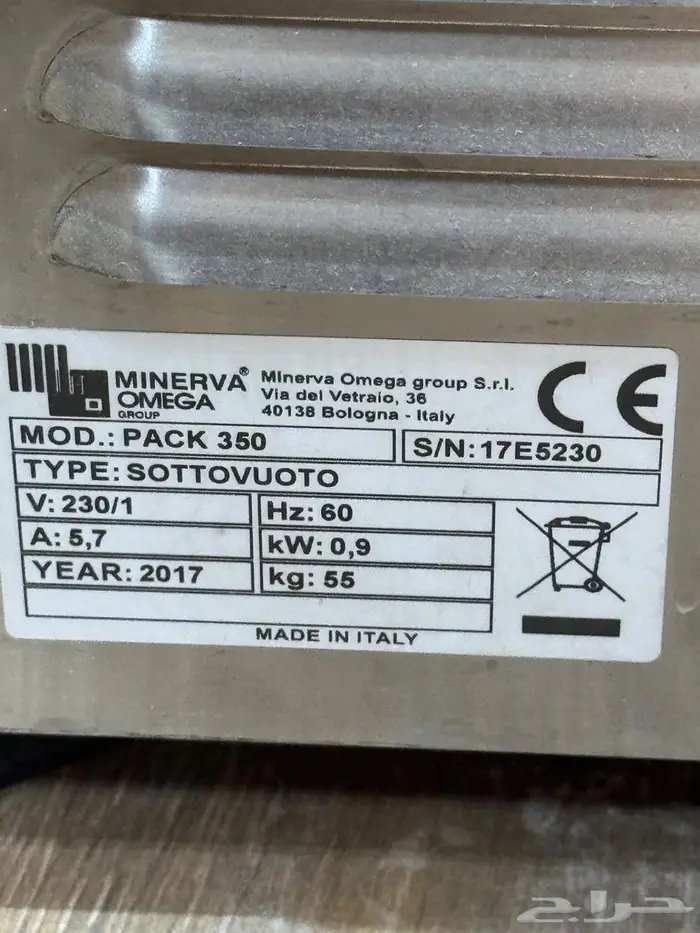 MINERVA® OMEGA GROUP
Minerva Omega group S.r.l.
Via del Vetraio, 36
40138 Bologna - Italy
CE
MOD.: PACK 350
S/N: 17E5230
TYPE: SOTTOVUOTO
V: 230/1
Hz: 60
A: 5,7
kW: 0,9
YEAR: 2017
kg: 55
MADE IN ITALY
حراج